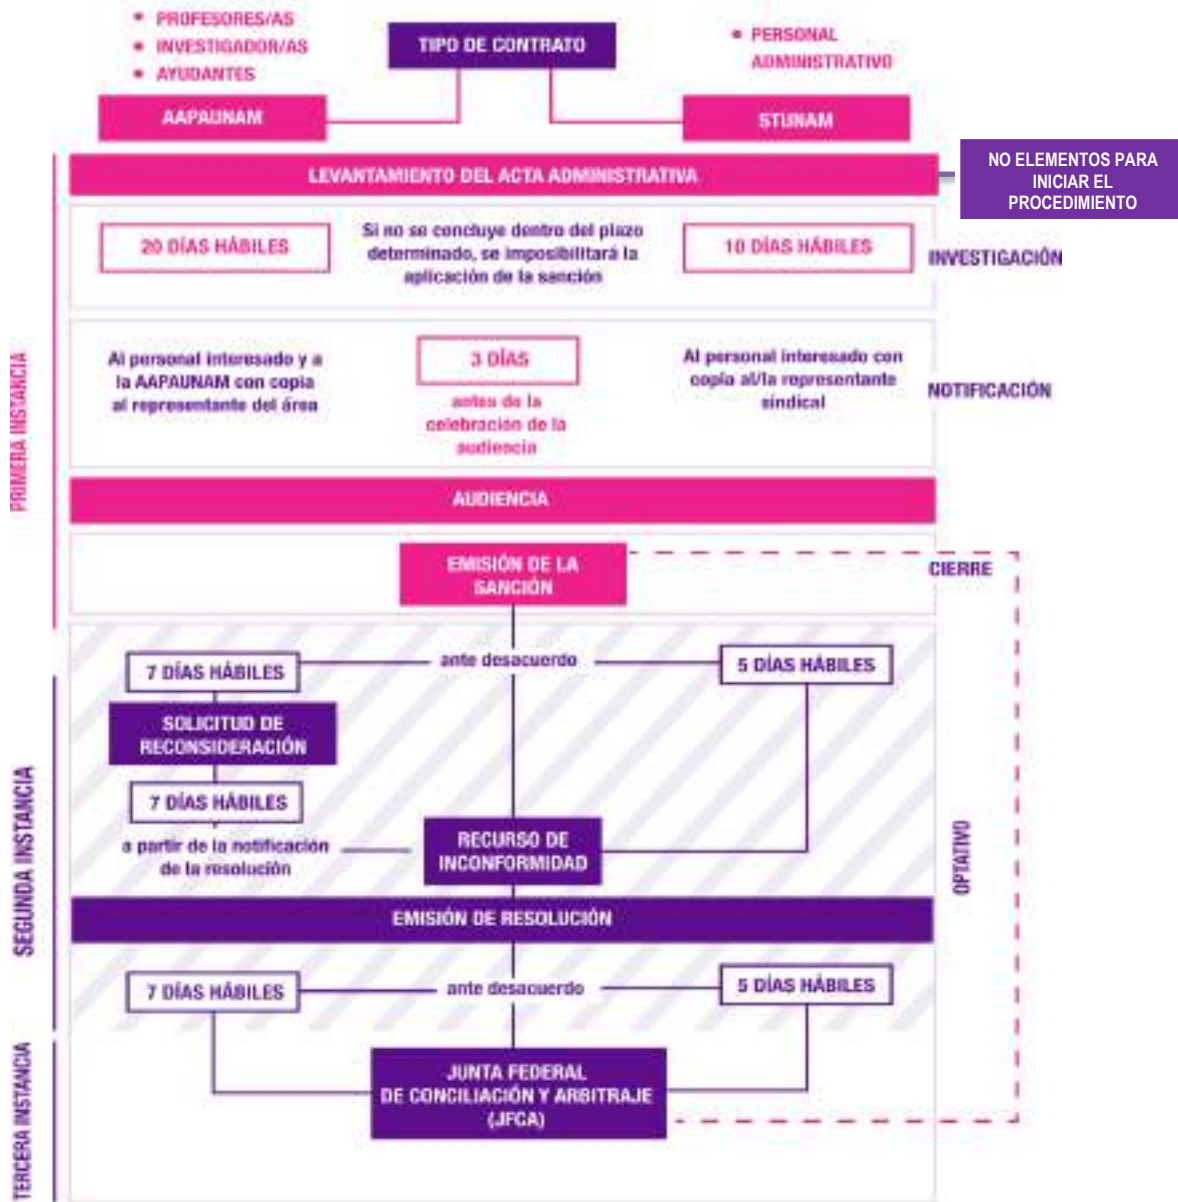 • PROFESORES/AS
• INVESTIGADOR/AS
• AYUDANTES
TIPO DE CONTRATO
• PERSONAL
ADMINISTRATIVO
AAPAUNAM
STUNAM
LEVANTAMIENTO DEL ACTA ADMINISTRATIVA
NO ELEMENTOS PARA
INICIAR EL
PROCEDIMIENTO
20 DÍAS HÁBILES
Si no se concluye dentro del plazo
determinado, se imposibilitará la
aplicación de la sanción
10 DÍAS HÁBILES
INVESTIGACIÓN
PRIMERA INSTANCIA
Al personal interesado y a
la AAPAUNAM con copia
al representante del área
3 DÍAS
antes de la
celebración de la
audiencia
Al personal interesado con
copia al/la representante
sindical
NOTIFICACIÓN
AUDIENCIA
EMISIÓN DE LA
SANCIÓN
CIERRE
7 DÍAS HÁBILES
ante desacuerdo
5 DÍAS HÁBILES
SOLICITUD DE
RECONSIDERACIÓN
7 DÍAS HÁBILES
a partir de la notificación
de la resolución
RECURSO DE
INCONFORMIDAD
SEGUNDA INSTANCIA
OPTATIVO
EMISIÓN DE RESOLUCIÓN
7 DÍAS HÁBILES
ante desacuerdo
5 DÍAS HÁBILES
TERCERA INSTANCIA
JUNTA FEDERAL
DE CONCILIACIÓN Y ARBITRAJE
(JFCA)